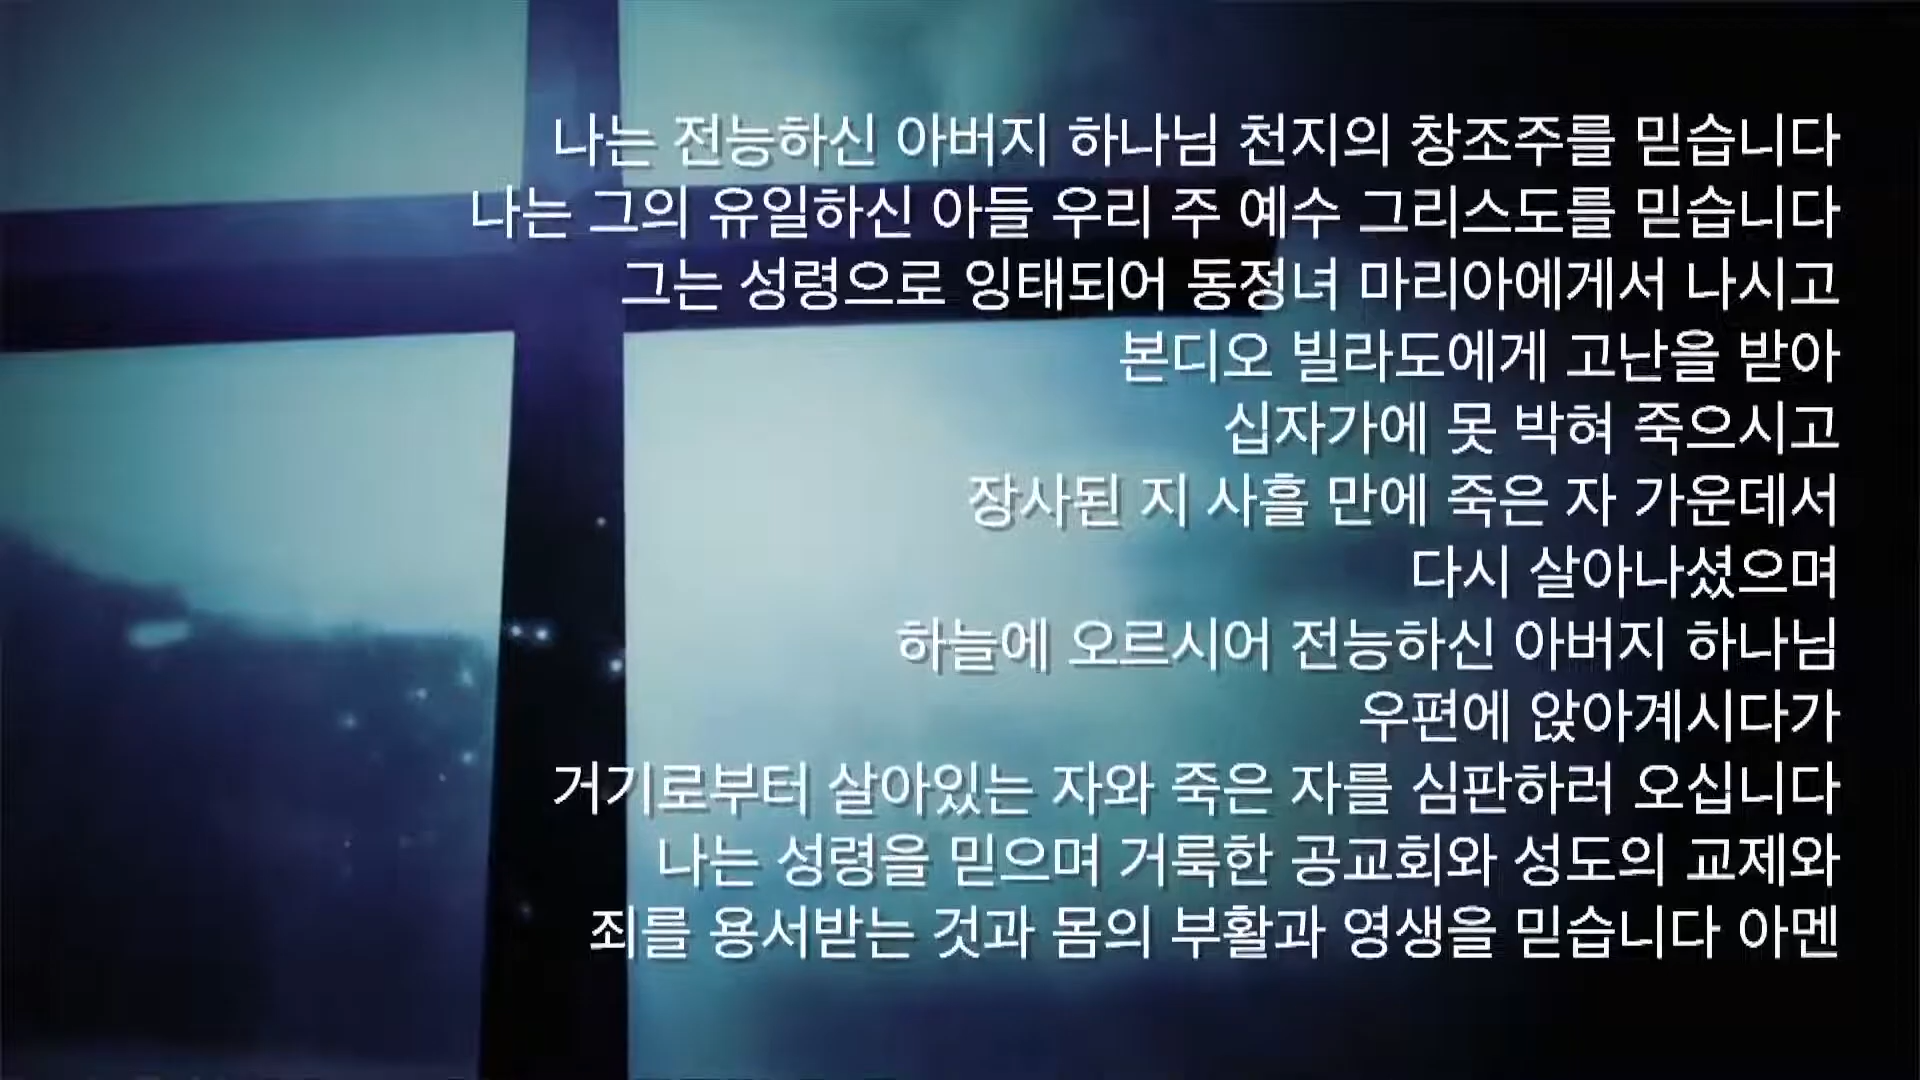 나는 전능하신 아버지 하나님 천지의 창조주를 믿습니다
나는 그의 유일하신 아들 우리 주 예수 그리스도를 믿습니다
그는 성령으로 잉태되어 동정녀 마리아에게서 나시고
본디오 빌라도에게 고난을 받아
십자가에 못 박혀 죽으시고
장사된 지 사흘 만에 죽은 자 가운데서
다시 살아나셨으며
하늘에 오르시어 전능하신 아버지 하나님
우편에 앉아계시다가
거기로부터 살아있는 자와 죽은 자를 심판하러 오십니다
나는 성령을 믿으며 거룩한 공교회와 성도의 교제와
죄를 용서받는 것과 몸의 부활과 영생을 믿습니다 아멘